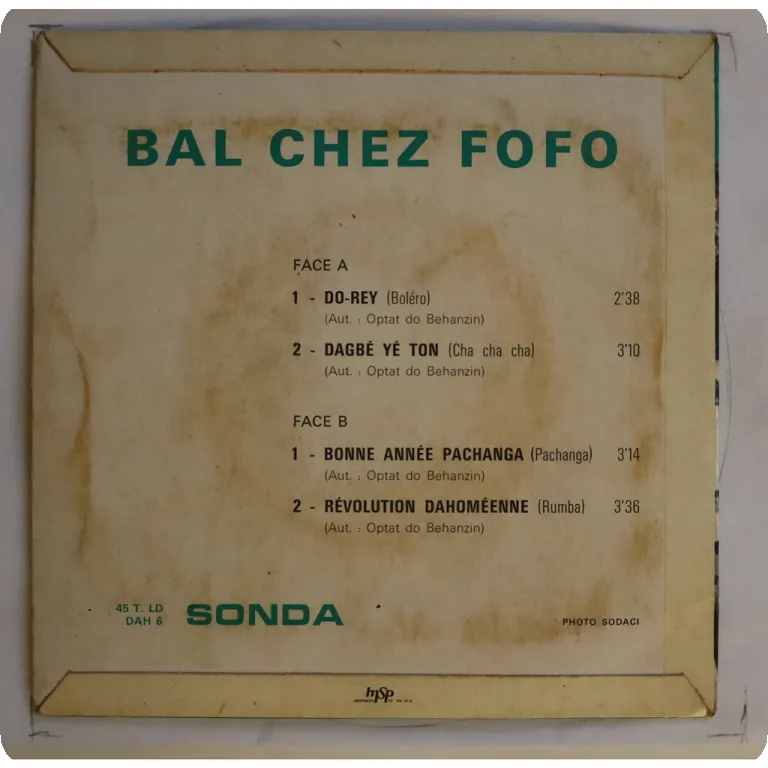 BAL CHEZ FOFO
FACE A
1 - DO-REY (Boléro) 2'38
(Aut. : Optat do Behanzin)
2 - DAGBÉ YÉ TON (Cha cha cha) 3'10
(Aut. : Optat do Behanzin)
FACE B
1 - BONNE ANNÉE PACHANGA (Pachanga) 3'14
(Aut. : Optat do Behanzin)
2 - RÉVOLUTION DAHOMÉENNE (Rumba) 3'36
(Aut. : Optat do Behanzin)
45 T. LD
DAH 6
SONDA
PHOTO SODACI